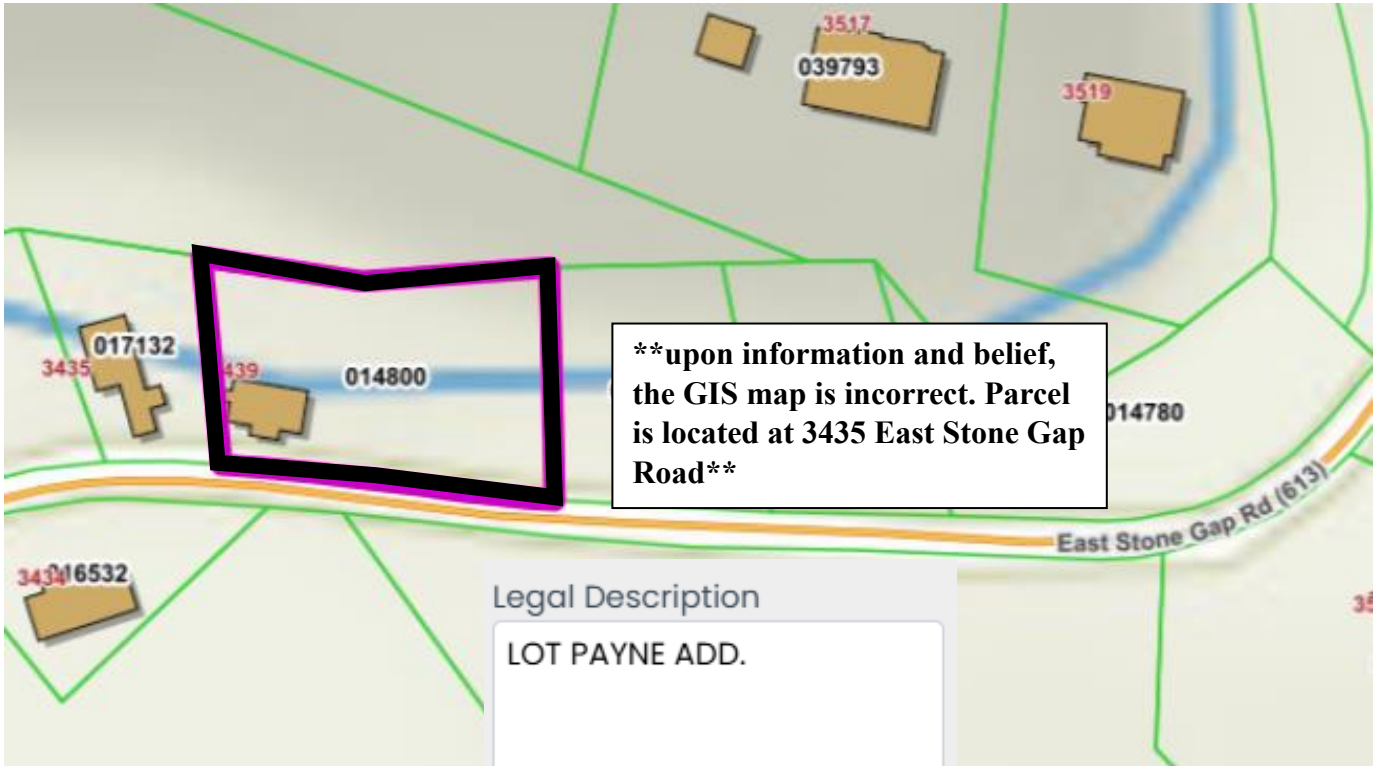 3517
039793
3519
017132
3435
439
014800
**upon information and belief,
the GIS map is incorrect. Parcel
is located at 3435 East Stone Gap
Road**
014780
East Stone Gap Rd (613)
016532
3434
Legal Description
LOT PAYNE ADD.